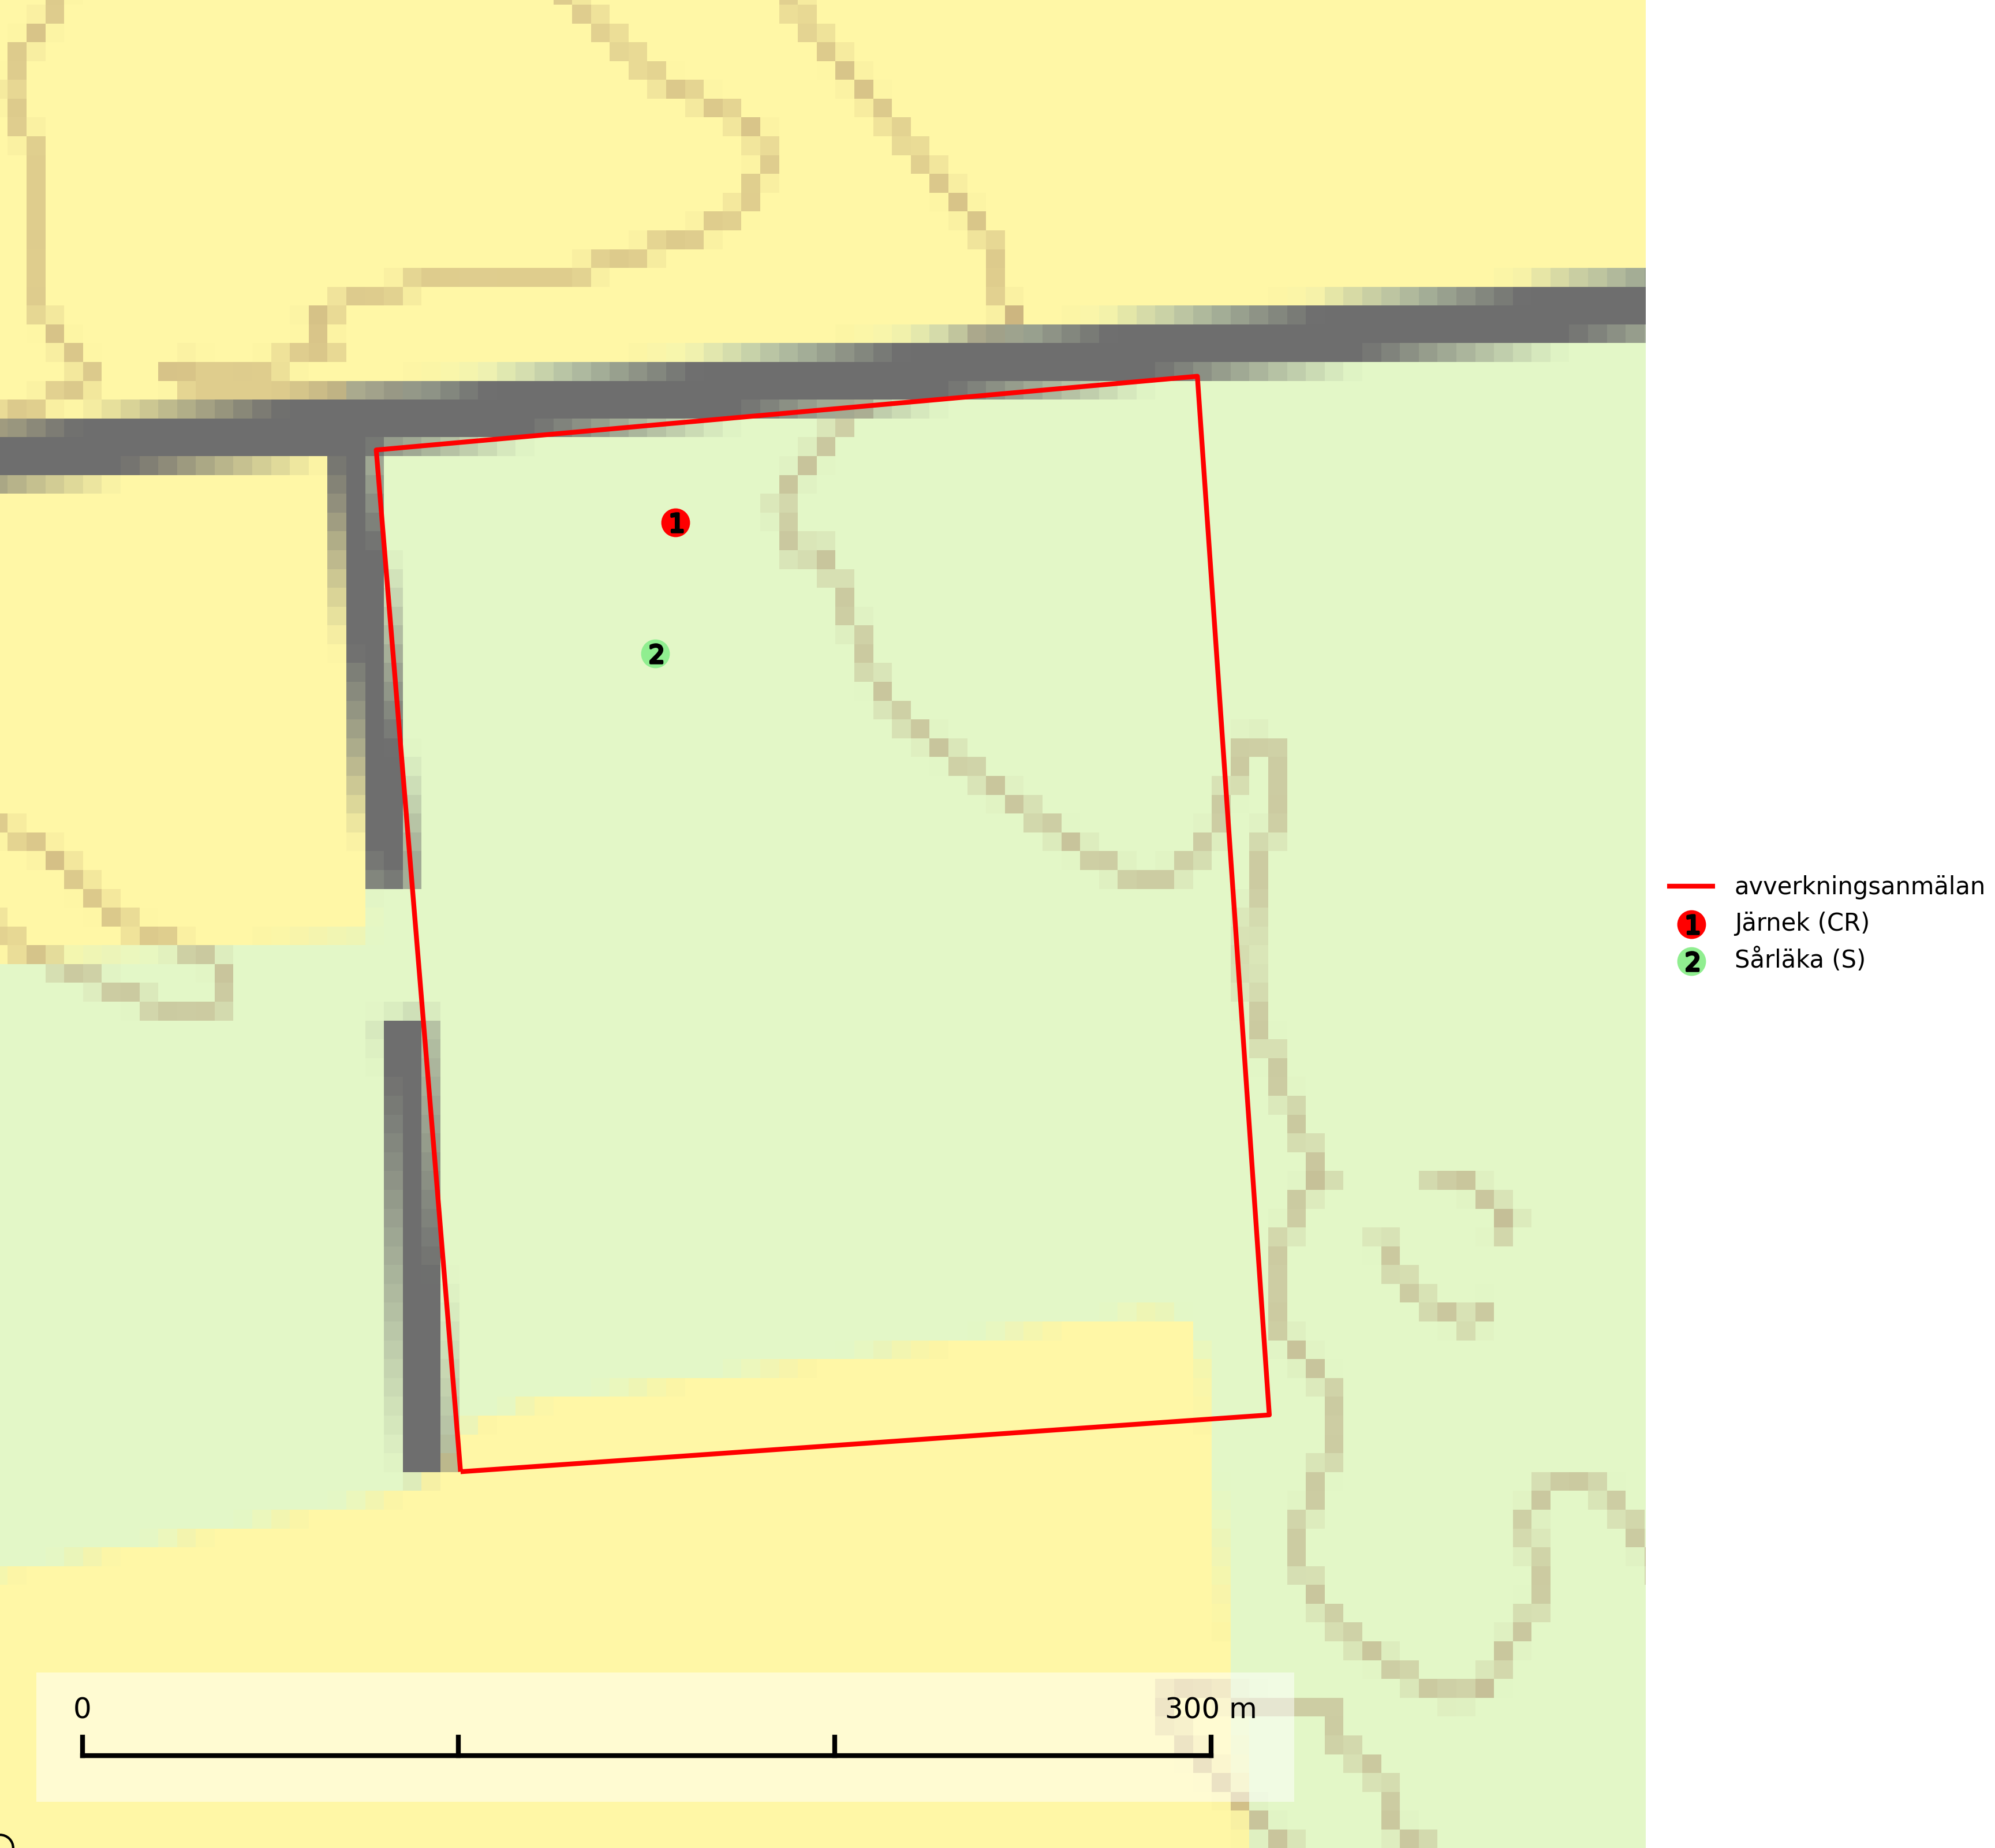 1
2
avverkningsanmälan
1 Järnek (CR)
2 Sårläka (S)
0 300 m